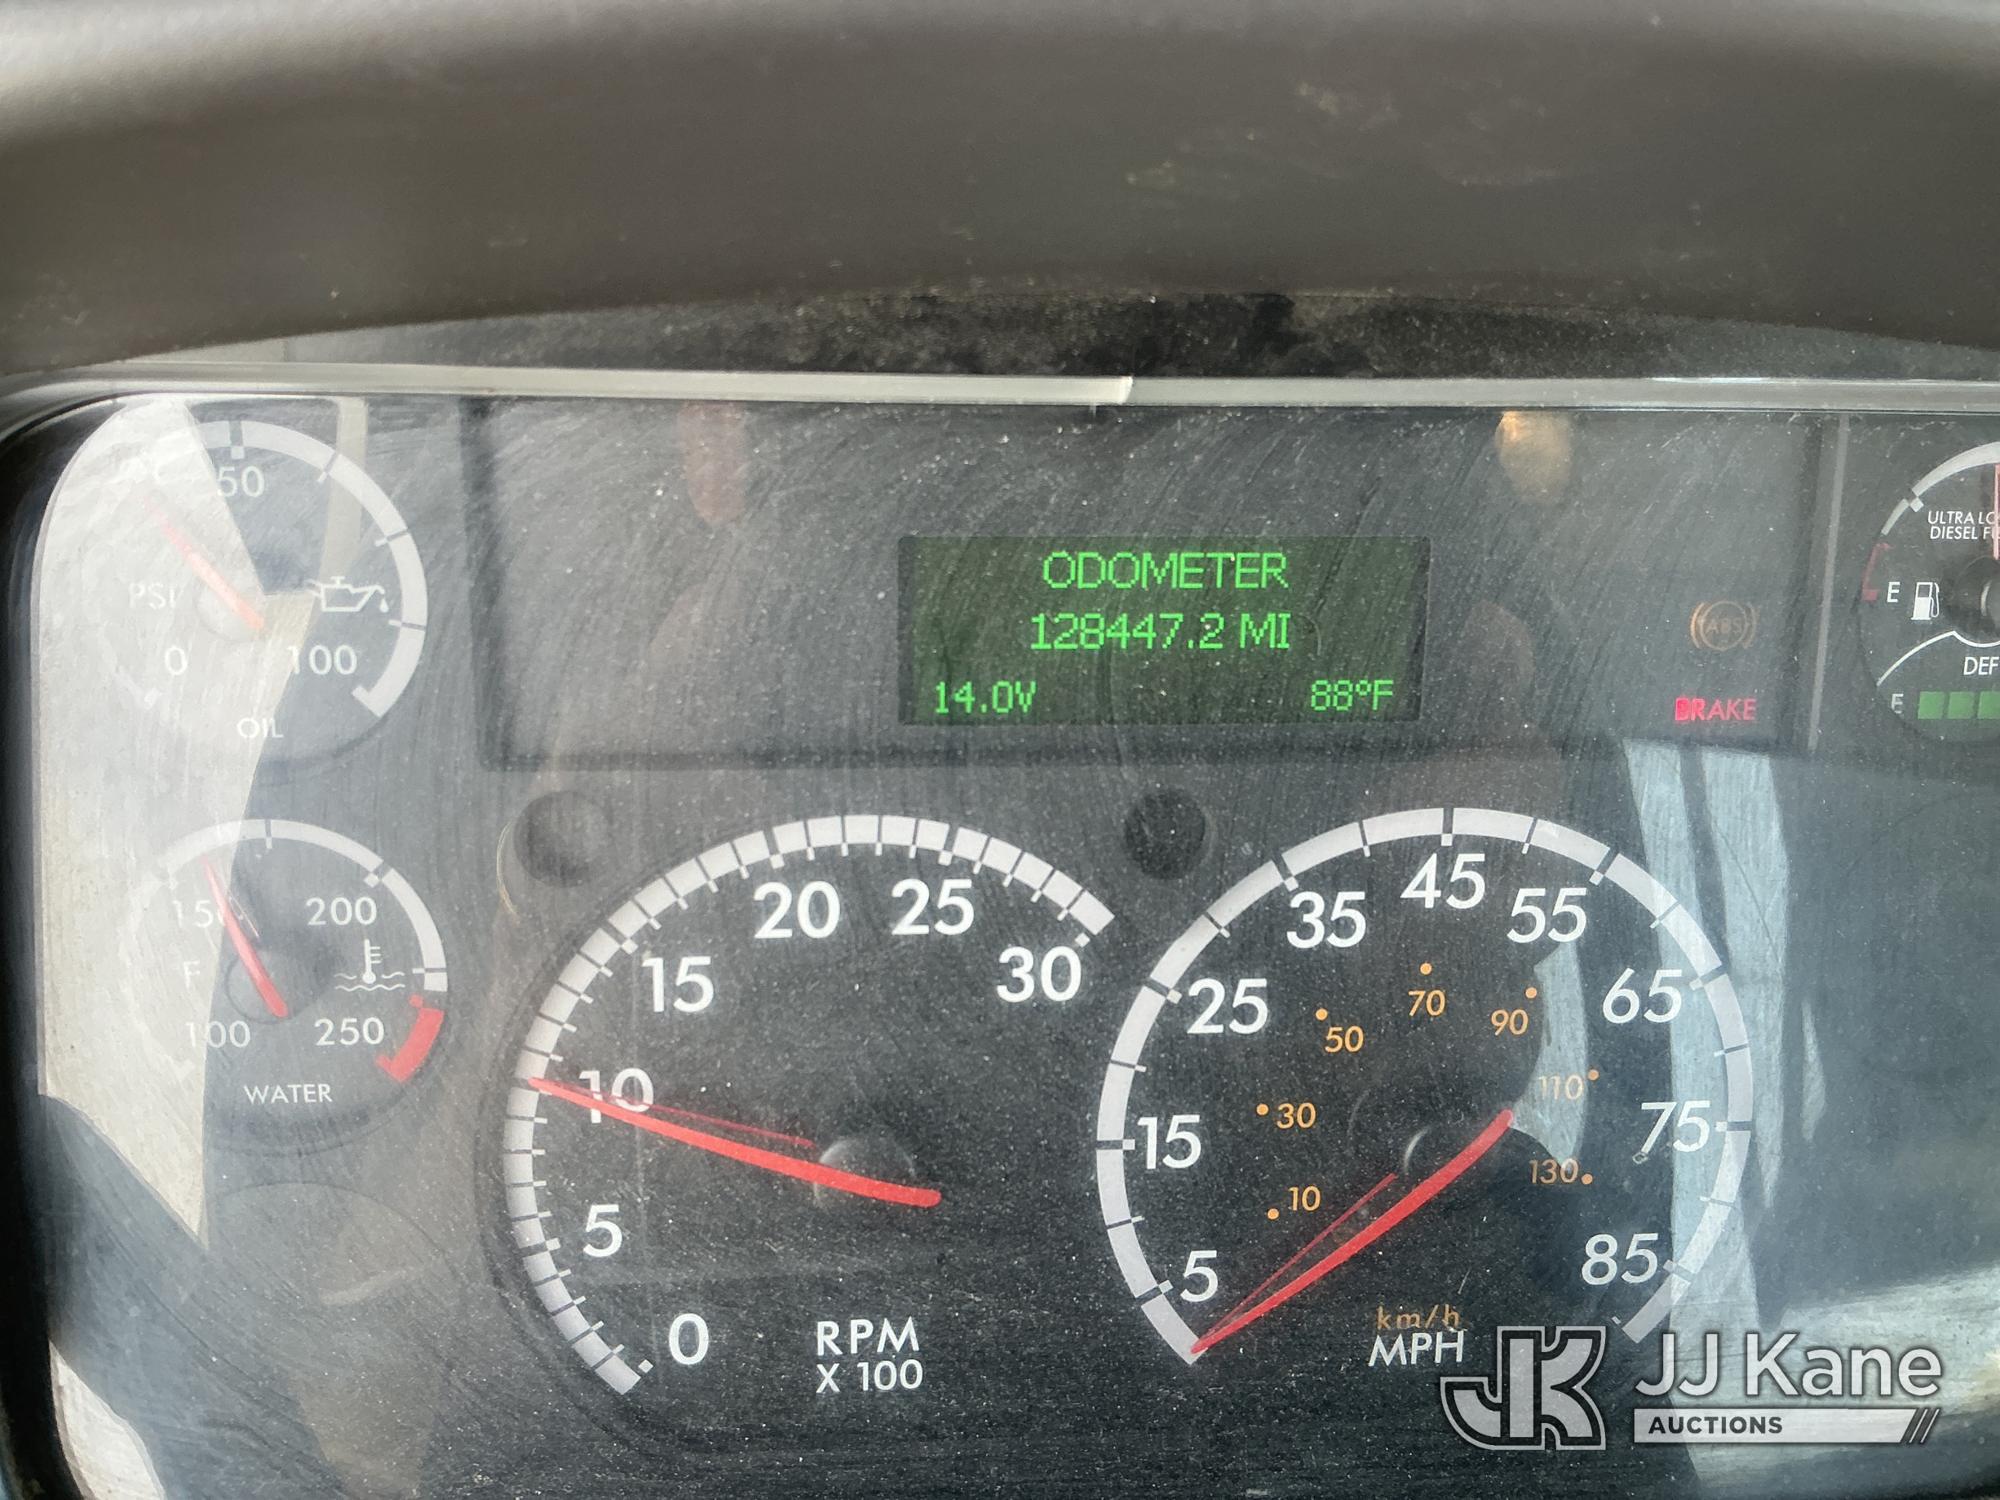 50
PSI
0
100
OIL
ODOMETER
128447.2 MI
14.0V
88°F
ABS
BRAKE
DIESEL
ULTRA
E
DEF
E
150
200
F
100
250
WATER
0
5
10
15
20
25
30
RPM
X 100
5
15
25
35
45
55
65
75
85
10
30
50
70
90
110
130
km/h
MPH
JK
JJ Kane
AUCTIONS